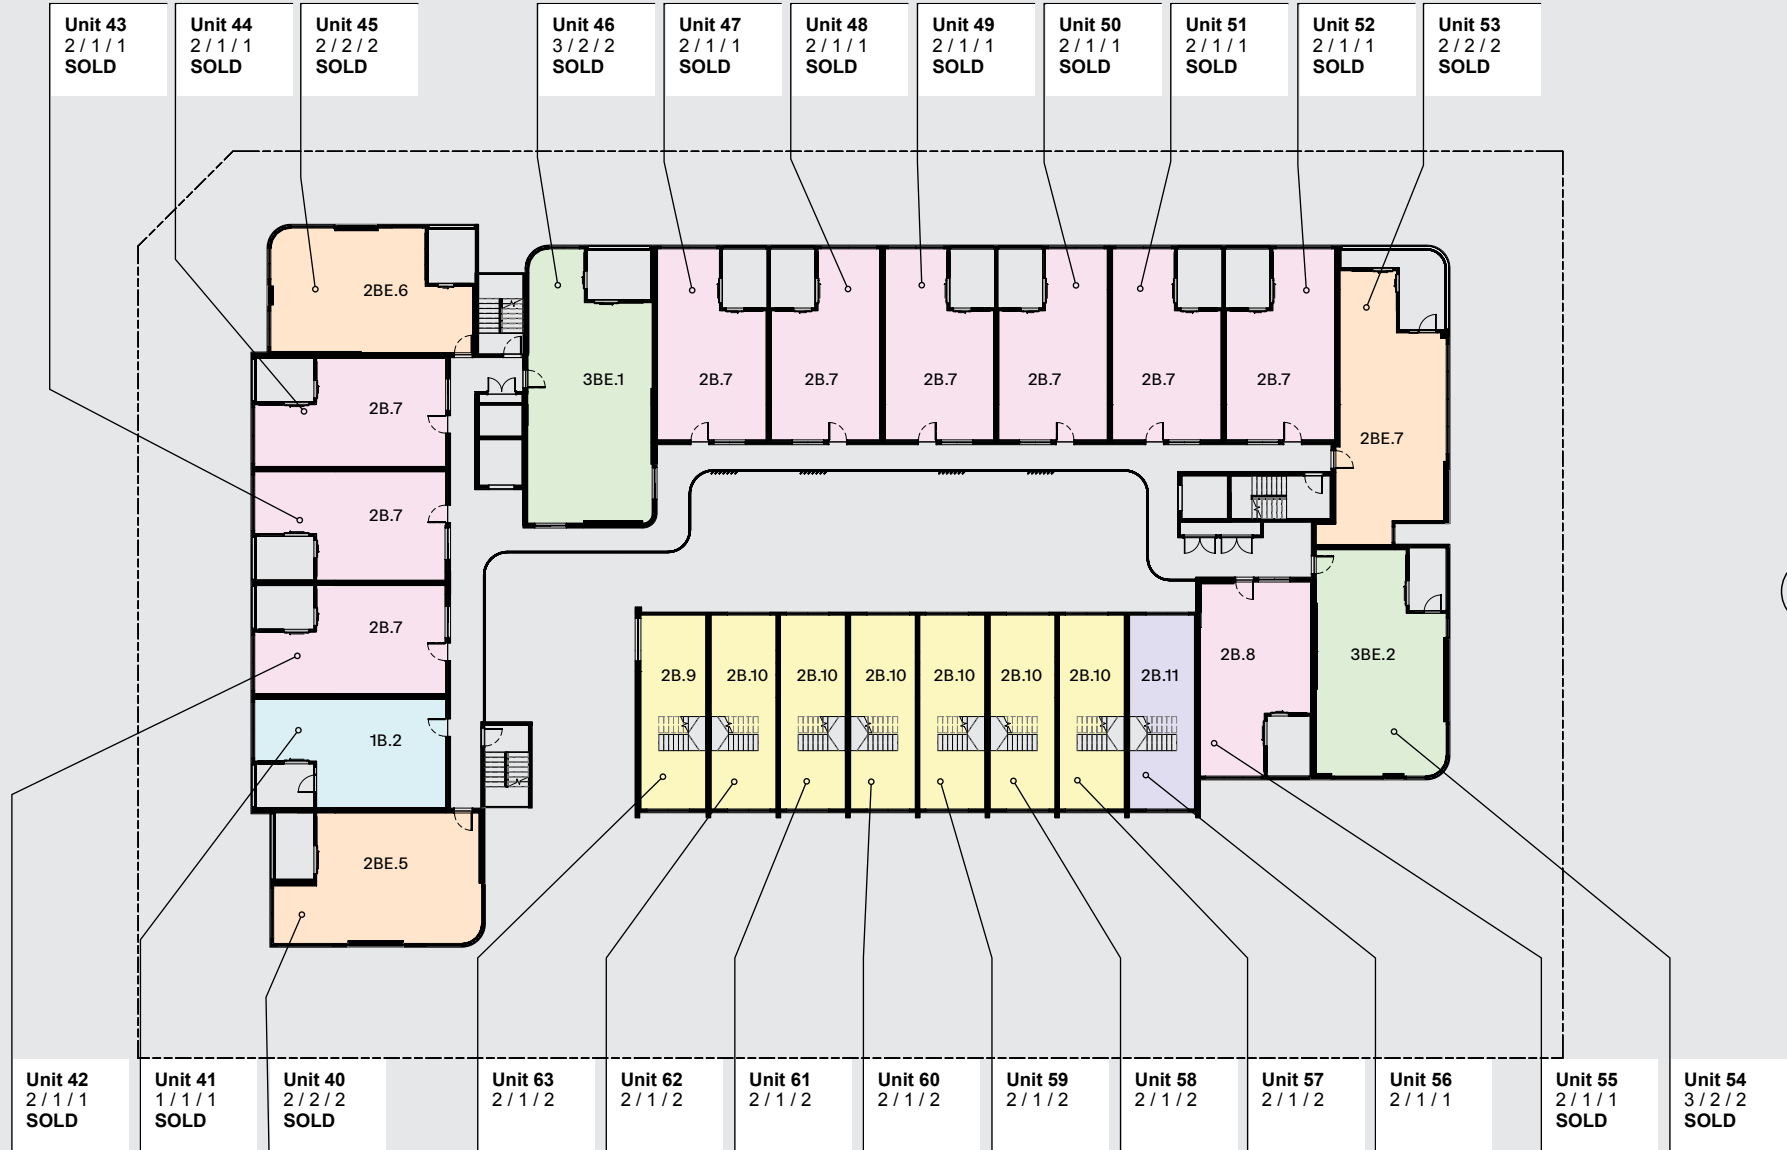 Unit 43
2 / 1 / 1
SOLD
Unit 44
2 / 1 / 1
SOLD
Unit 45
2 / 2 / 2
SOLD
Unit 46
3 / 2 / 2
SOLD
Unit 47
2 / 1 / 1
SOLD
Unit 48
2 / 1 / 1
SOLD
Unit 49
2 / 1 / 1
SOLD
Unit 50
2 / 1 / 1
SOLD
Unit 51
2 / 1 / 1
SOLD
Unit 52
2 / 1 / 1
SOLD
Unit 53
2 / 2 / 2
SOLD
2BE.6
3BE.1
2B.7
2B.7
2B.7
2B.7
2B.7
2B.7
2B.7
2BE.7
2B.7
2B.7
2B.8
3BE.2
2B.9
2B.10
2B.10
2B.10
2B.10
2B.10
2B.10
2B.11
1B.2
2BE.5
Unit 42
2 / 1 / 1
SOLD
Unit 41
1 / 1 / 1
SOLD
Unit 40
2 / 2 / 2
SOLD
Unit 63
2 / 1 / 2
Unit 62
2 / 1 / 2
Unit 61
2 / 1 / 2
Unit 60
2 / 1 / 2
Unit 59
2 / 1 / 2
Unit 58
2 / 1 / 2
Unit 57
2 / 1 / 2
Unit 56
2 / 1 / 1
Unit 55
2 / 1 / 1
SOLD
Unit 54
3 / 2 / 2
SOLD